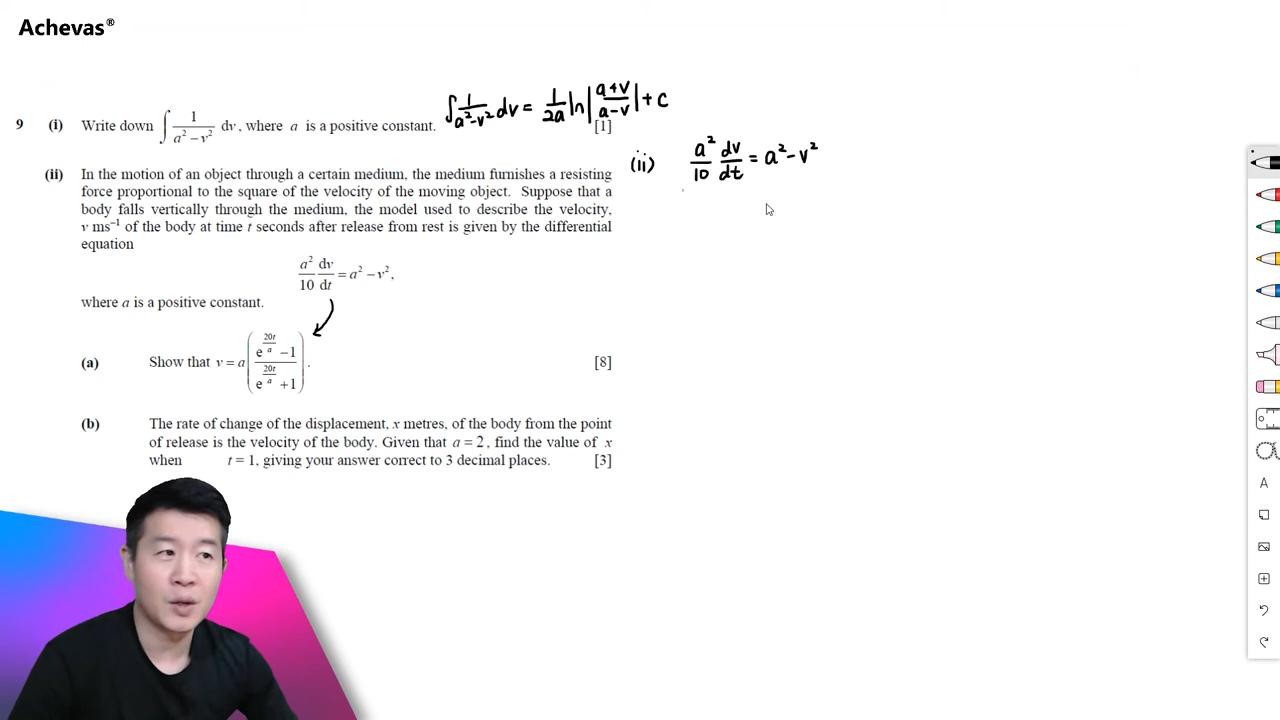 Achevas®
9 (i) Write down ∫ 1/(a² − v²) dv, where a is a positive constant. [1]
∫ 1/(a²−v²) dv = 1/(2a) ln |(a+v)/(a−v)| + c
(ii) In the motion of an object through a certain medium, the medium furnishes a resisting
force proportional to the square of the velocity of the moving object. Suppose that a
body falls vertically through the medium, the model used to describe the velocity,
v ms⁻¹ of the body at time t seconds after release from rest is given by the differential
equation
a²/10 dv/dt = a² − v²,
where a is a positive constant.
(a) Show that v = a((e^(20t/a) − 1)/(e^(20t/a) + 1)). [8]
(b) The rate of change of the displacement, x metres, of the body from the point
of release is the velocity of the body. Given that a = 2, find the value of x
when t = 1, giving your answer correct to 3 decimal places. [3]
(ii) a²/10 dv/dt = a² − v²
A